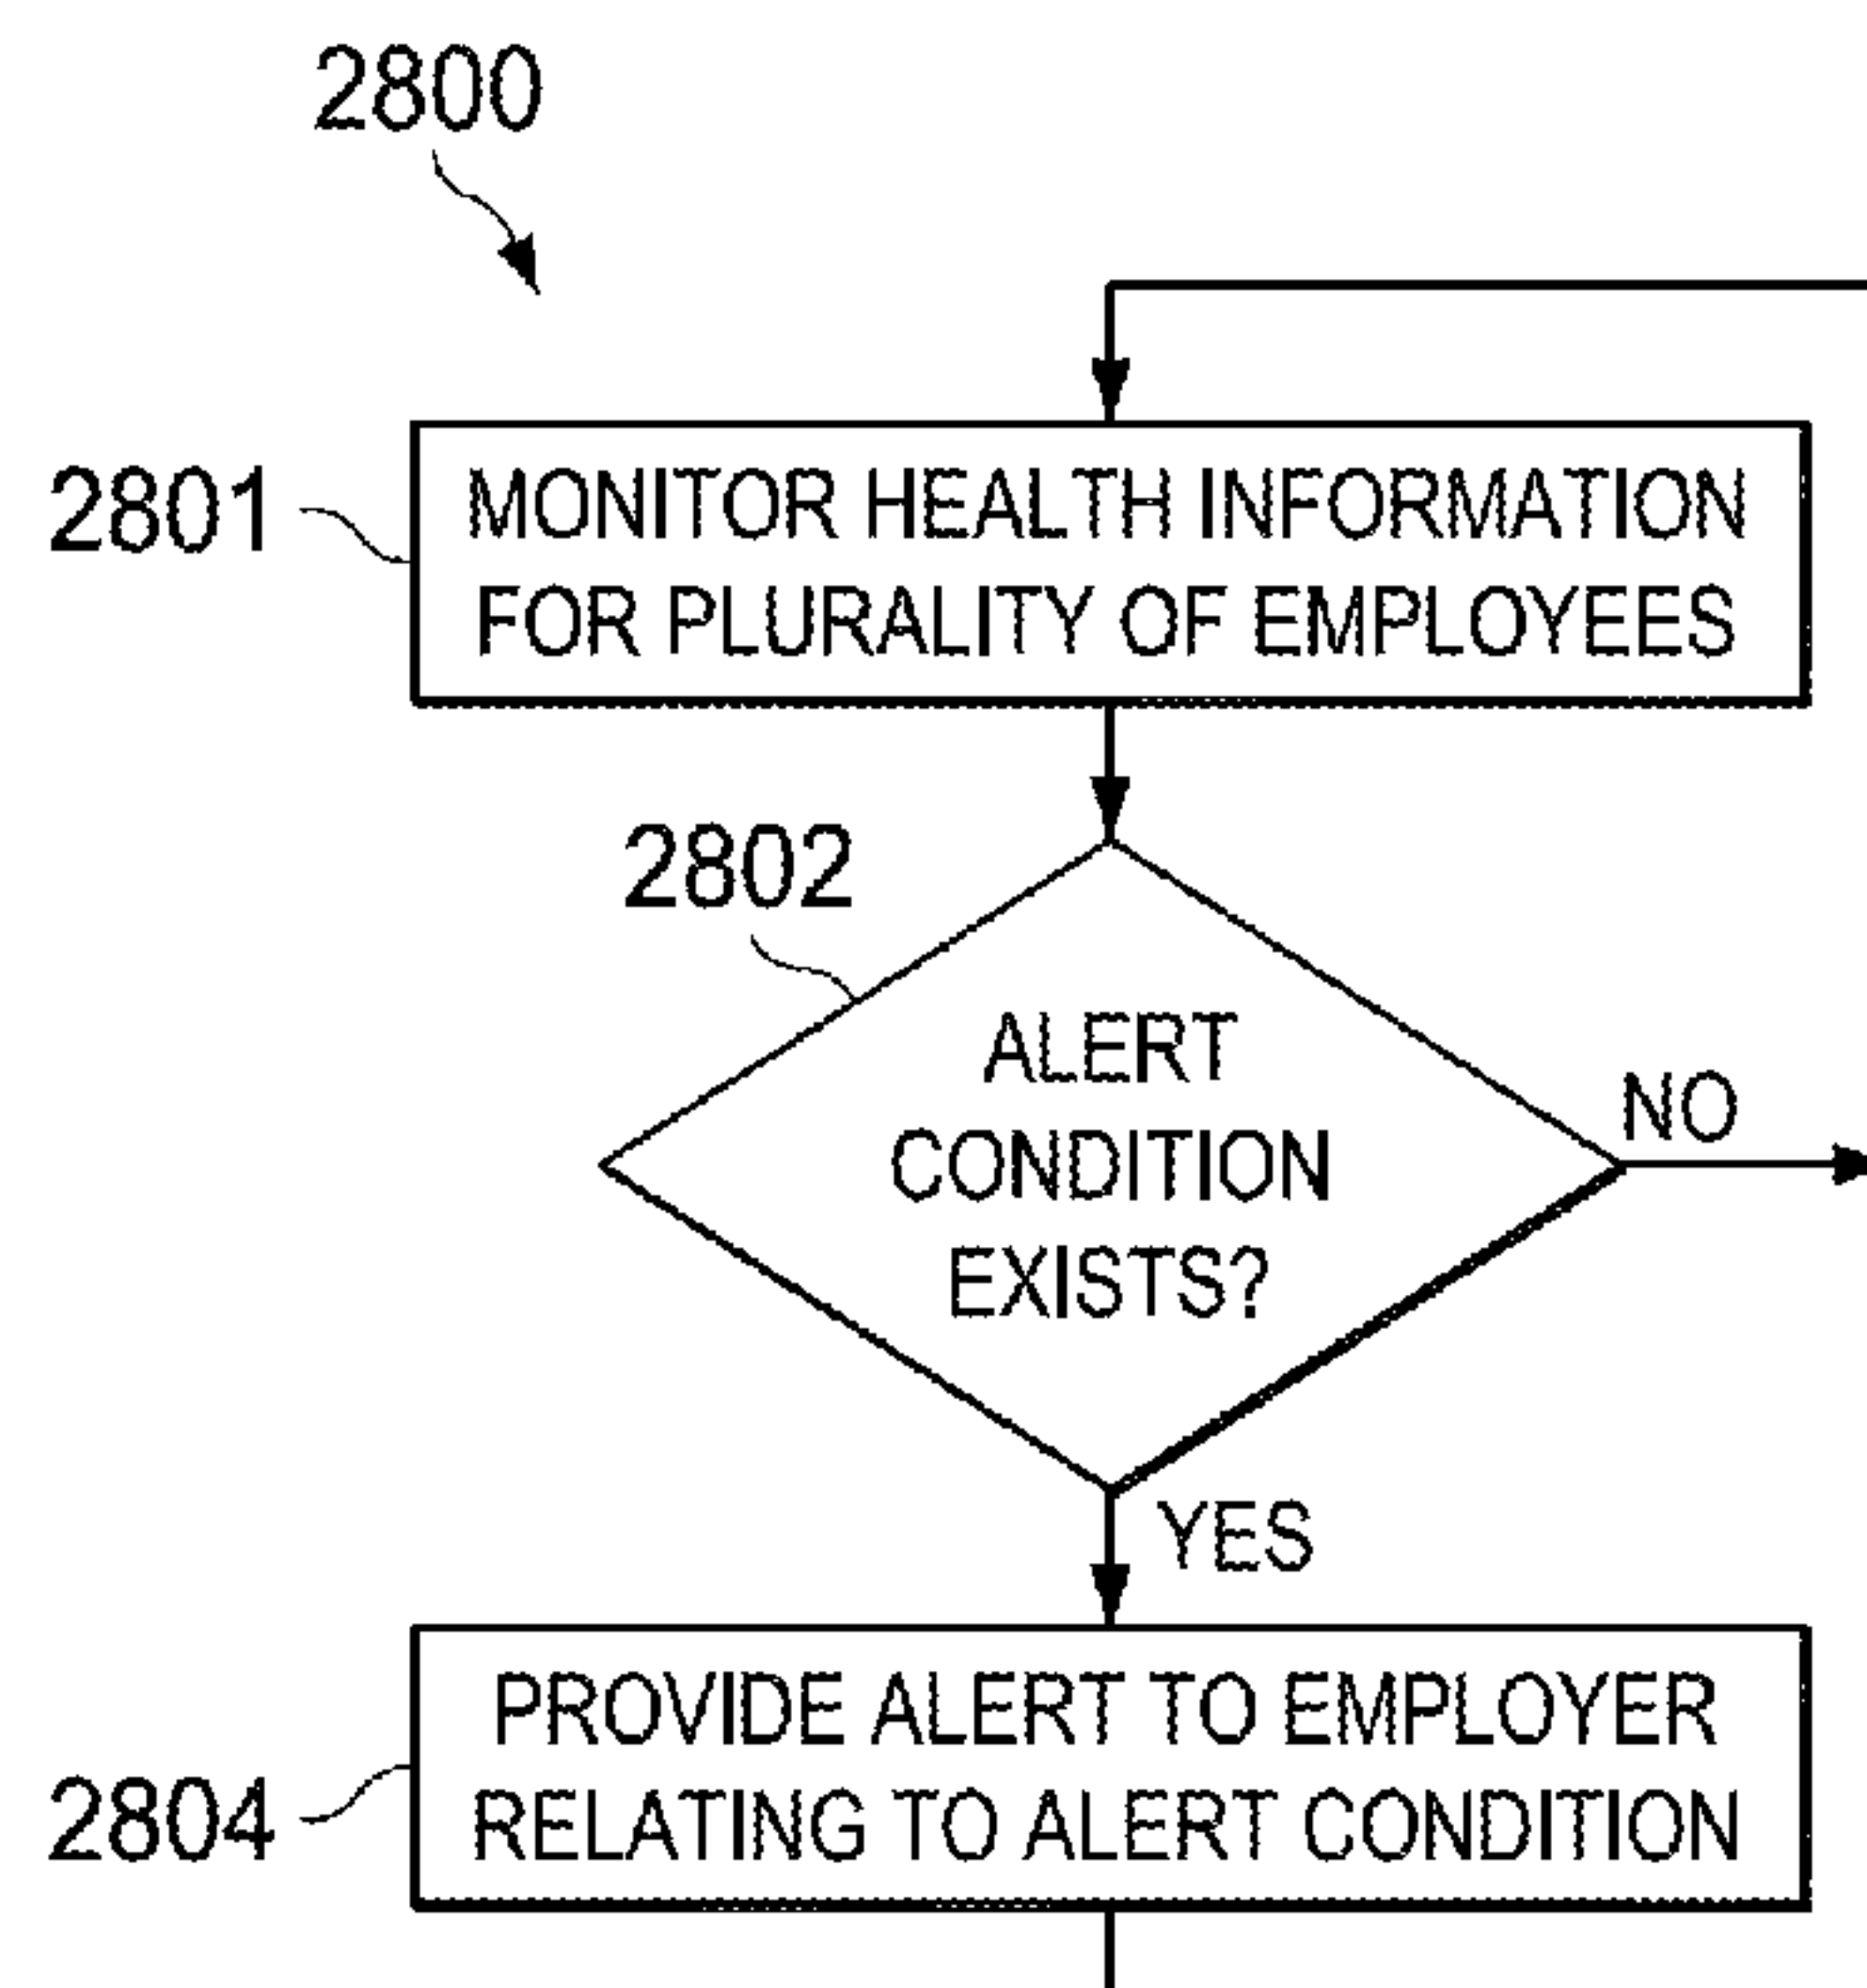 2800
2801
MONITOR HEALTH INFORMATION
FOR PLURALITY OF EMPLOYEES
2802
ALERT
CONDITION
EXISTS?
NO
YES
PROVIDE ALERT TO EMPLOYER
RELATING TO ALERT CONDITION
2804